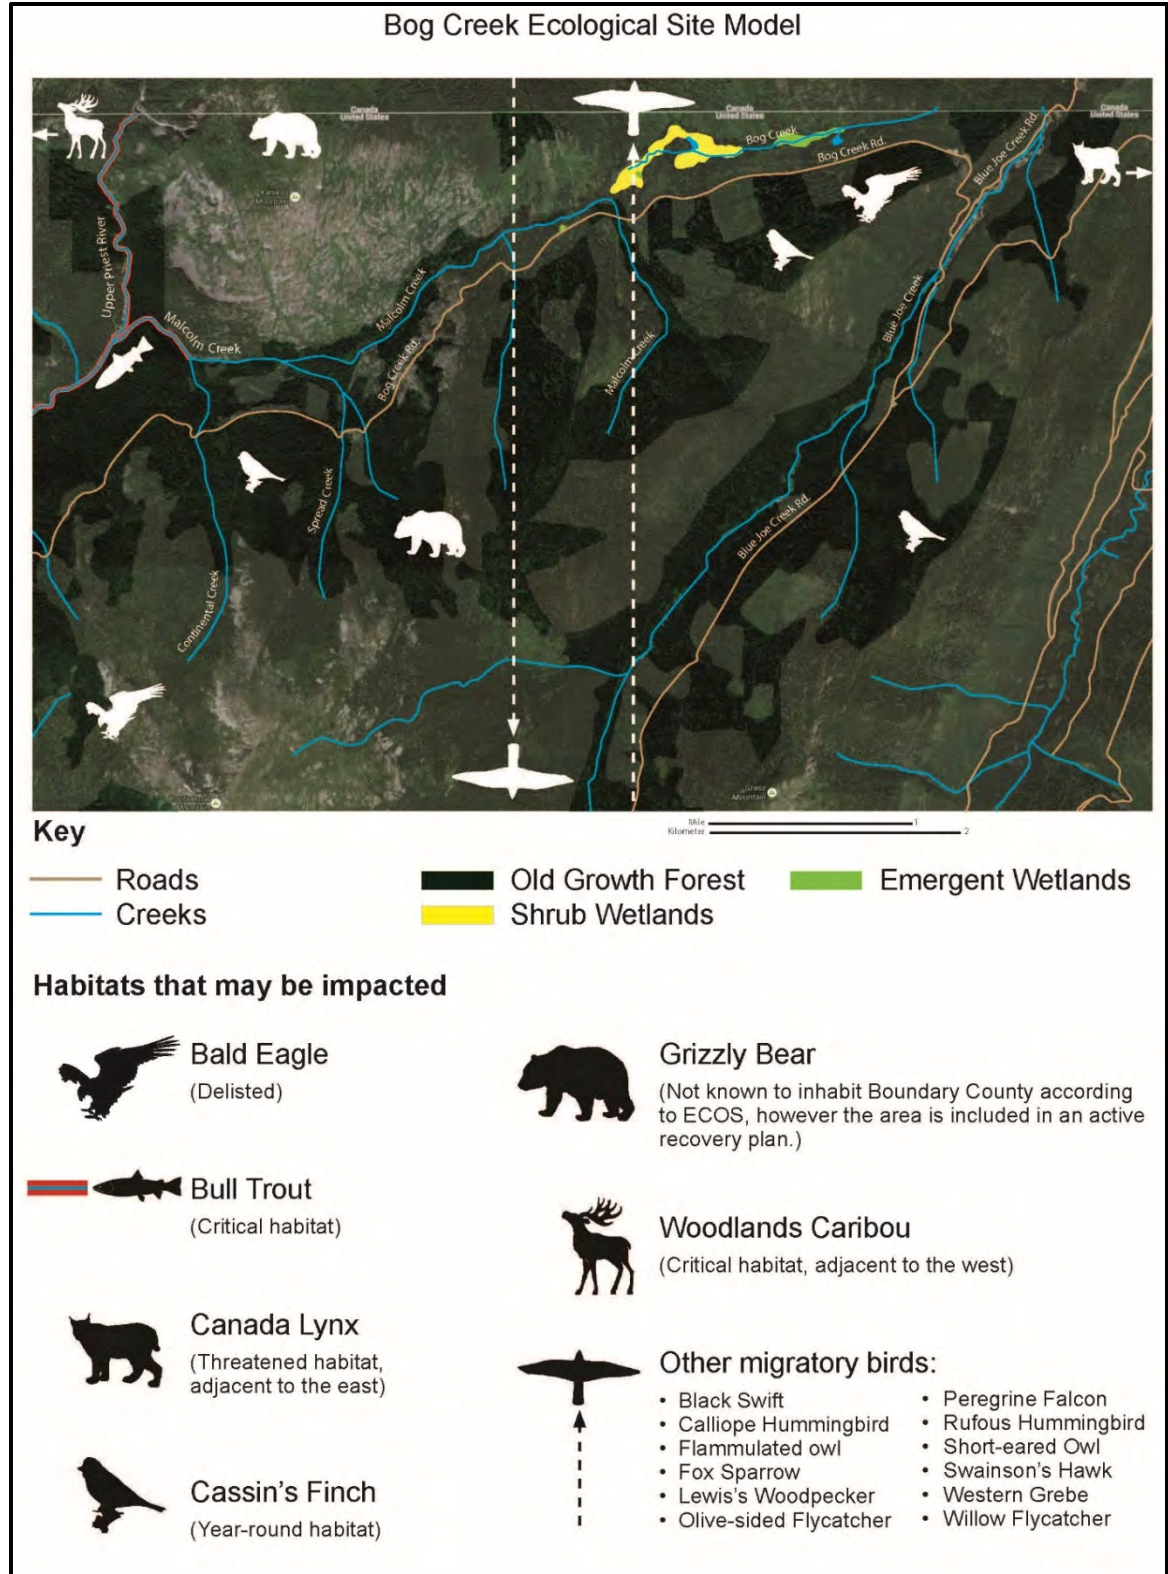 Bog Creek Ecological Site Model
Canada
United States
Canada
United States
Canada
United States
Bog Creek
Bog Creek Rd.
Blue Joe Creek Rd.
Upper Priest River
Malcolm Creek
Malcolm Creek
Bog Creek Rd.
Malcolm Creek
Blue Joe Creek
Spread Creek
Continental Creek
Blue Joe Creek Rd.
Grass
Mountain
Mile 1
Kilometer 2
Key
Roads
Creeks
Old Growth Forest
Shrub Wetlands
Emergent Wetlands
Habitats that may be impacted
Bald Eagle
(Delisted)
Bull Trout
(Critical habitat)
Canada Lynx
(Threatened habitat,
adjacent to the east)
Cassin's Finch
(Year-round habitat)
Grizzly Bear
(Not known to inhabit Boundary County according
to ECOS, however the area is included in an active
recovery plan.)
Woodlands Caribou
(Critical habitat, adjacent to the west)
Other migratory birds:
• Black Swift
• Calliope Hummingbird
• Flammulated owl
• Fox Sparrow
• Lewis's Woodpecker
• Olive-sided Flycatcher
• Peregrine Falcon
• Rufous Hummingbird
• Short-eared Owl
• Swainson's Hawk
• Western Grebe
• Willow Flycatcher